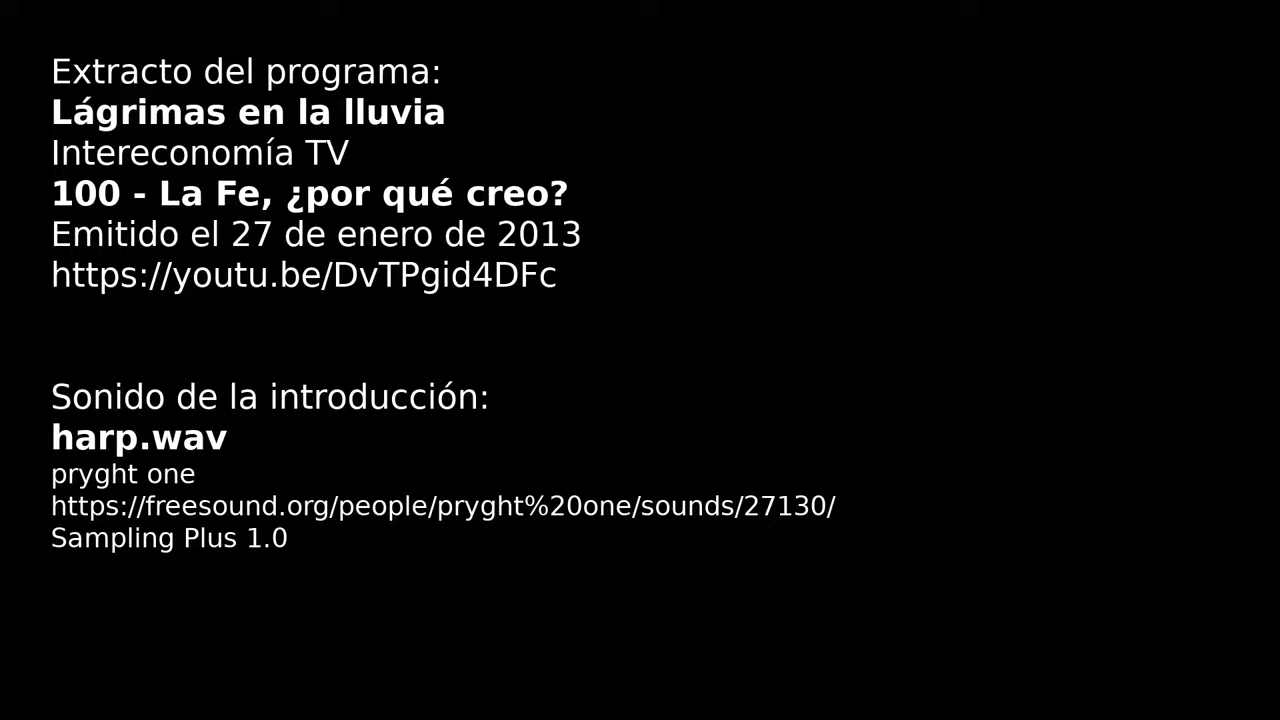 Extracto del programa:
Lágrimas en la lluvia
Intereconomía TV
100 - La Fe, ¿por qué creo?
Emitido el 27 de enero de 2013
https://youtu.be/DvTPgid4DFc
Sonido de la introducción:
harp.wav
pryght one
https://freesound.org/people/pryght%20one/sounds/27130/
Sampling Plus 1.0